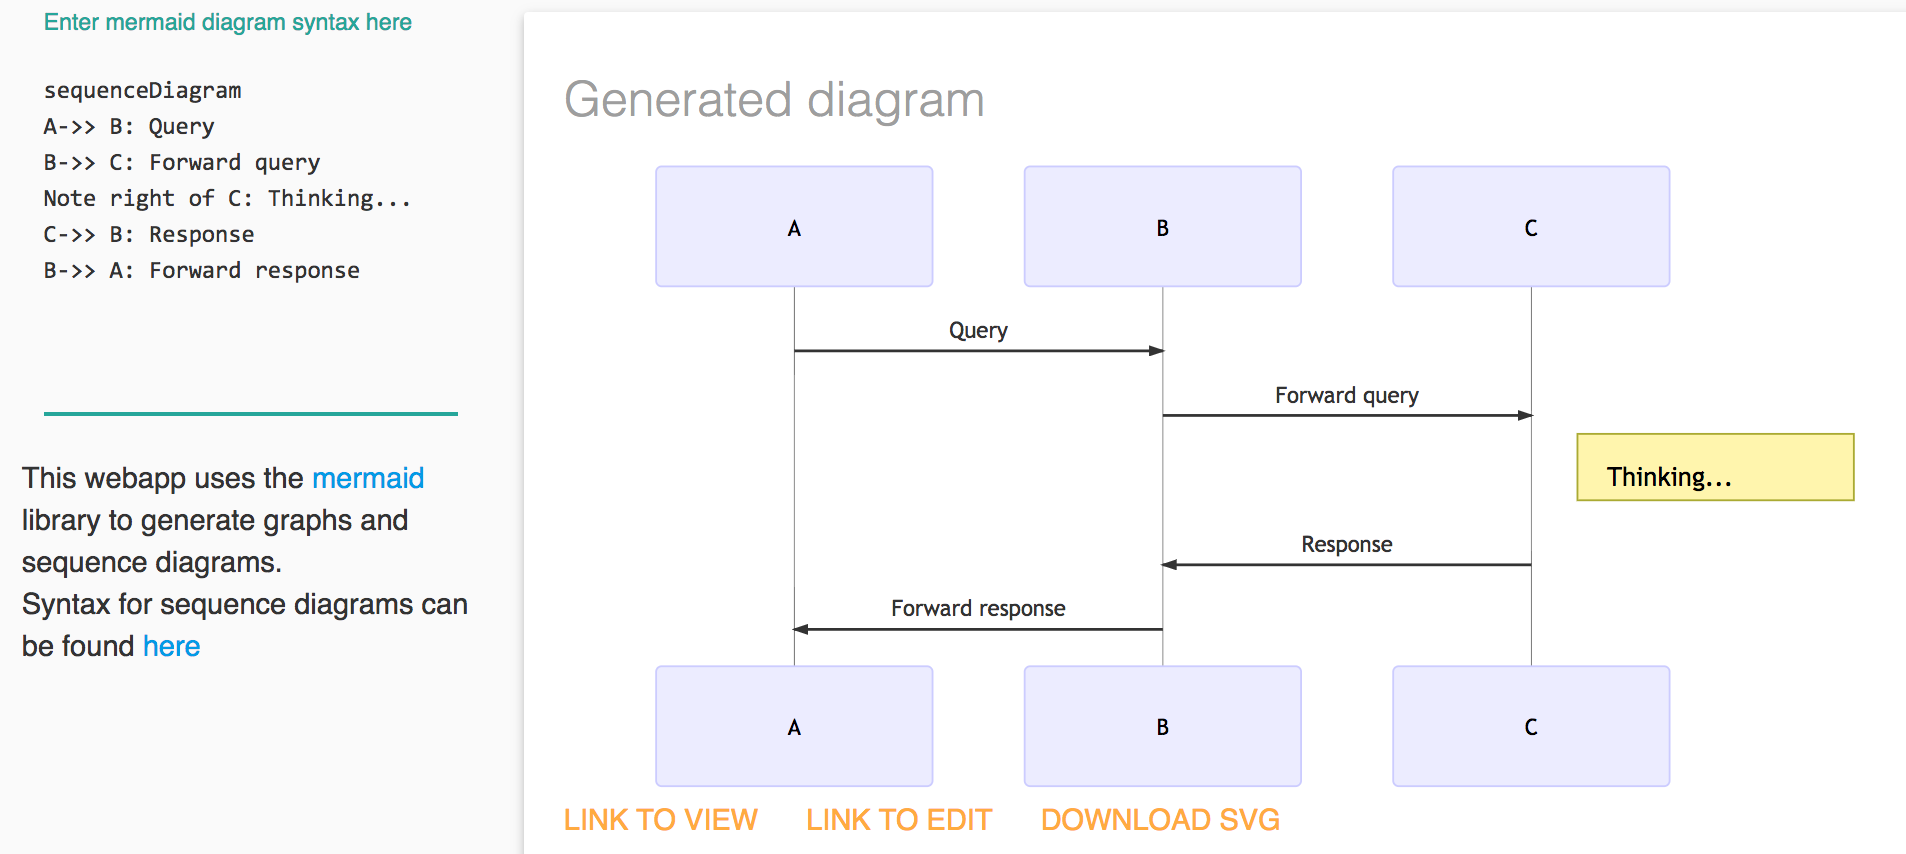 Enter mermaid diagram syntax here
sequenceDiagram
A->> B: Query
B->> C: Forward query
Note right of C: Thinking...
C->> B: Response
B->> A: Forward response
This webapp uses the mermaid
library to generate graphs and
sequence diagrams.
Syntax for sequence diagrams can
be found here
Generated diagram
A
B
C
Query
Forward query
Thinking...
Response
Forward response
A
B
C
LINK TO VIEW
LINK TO EDIT
DOWNLOAD SVG